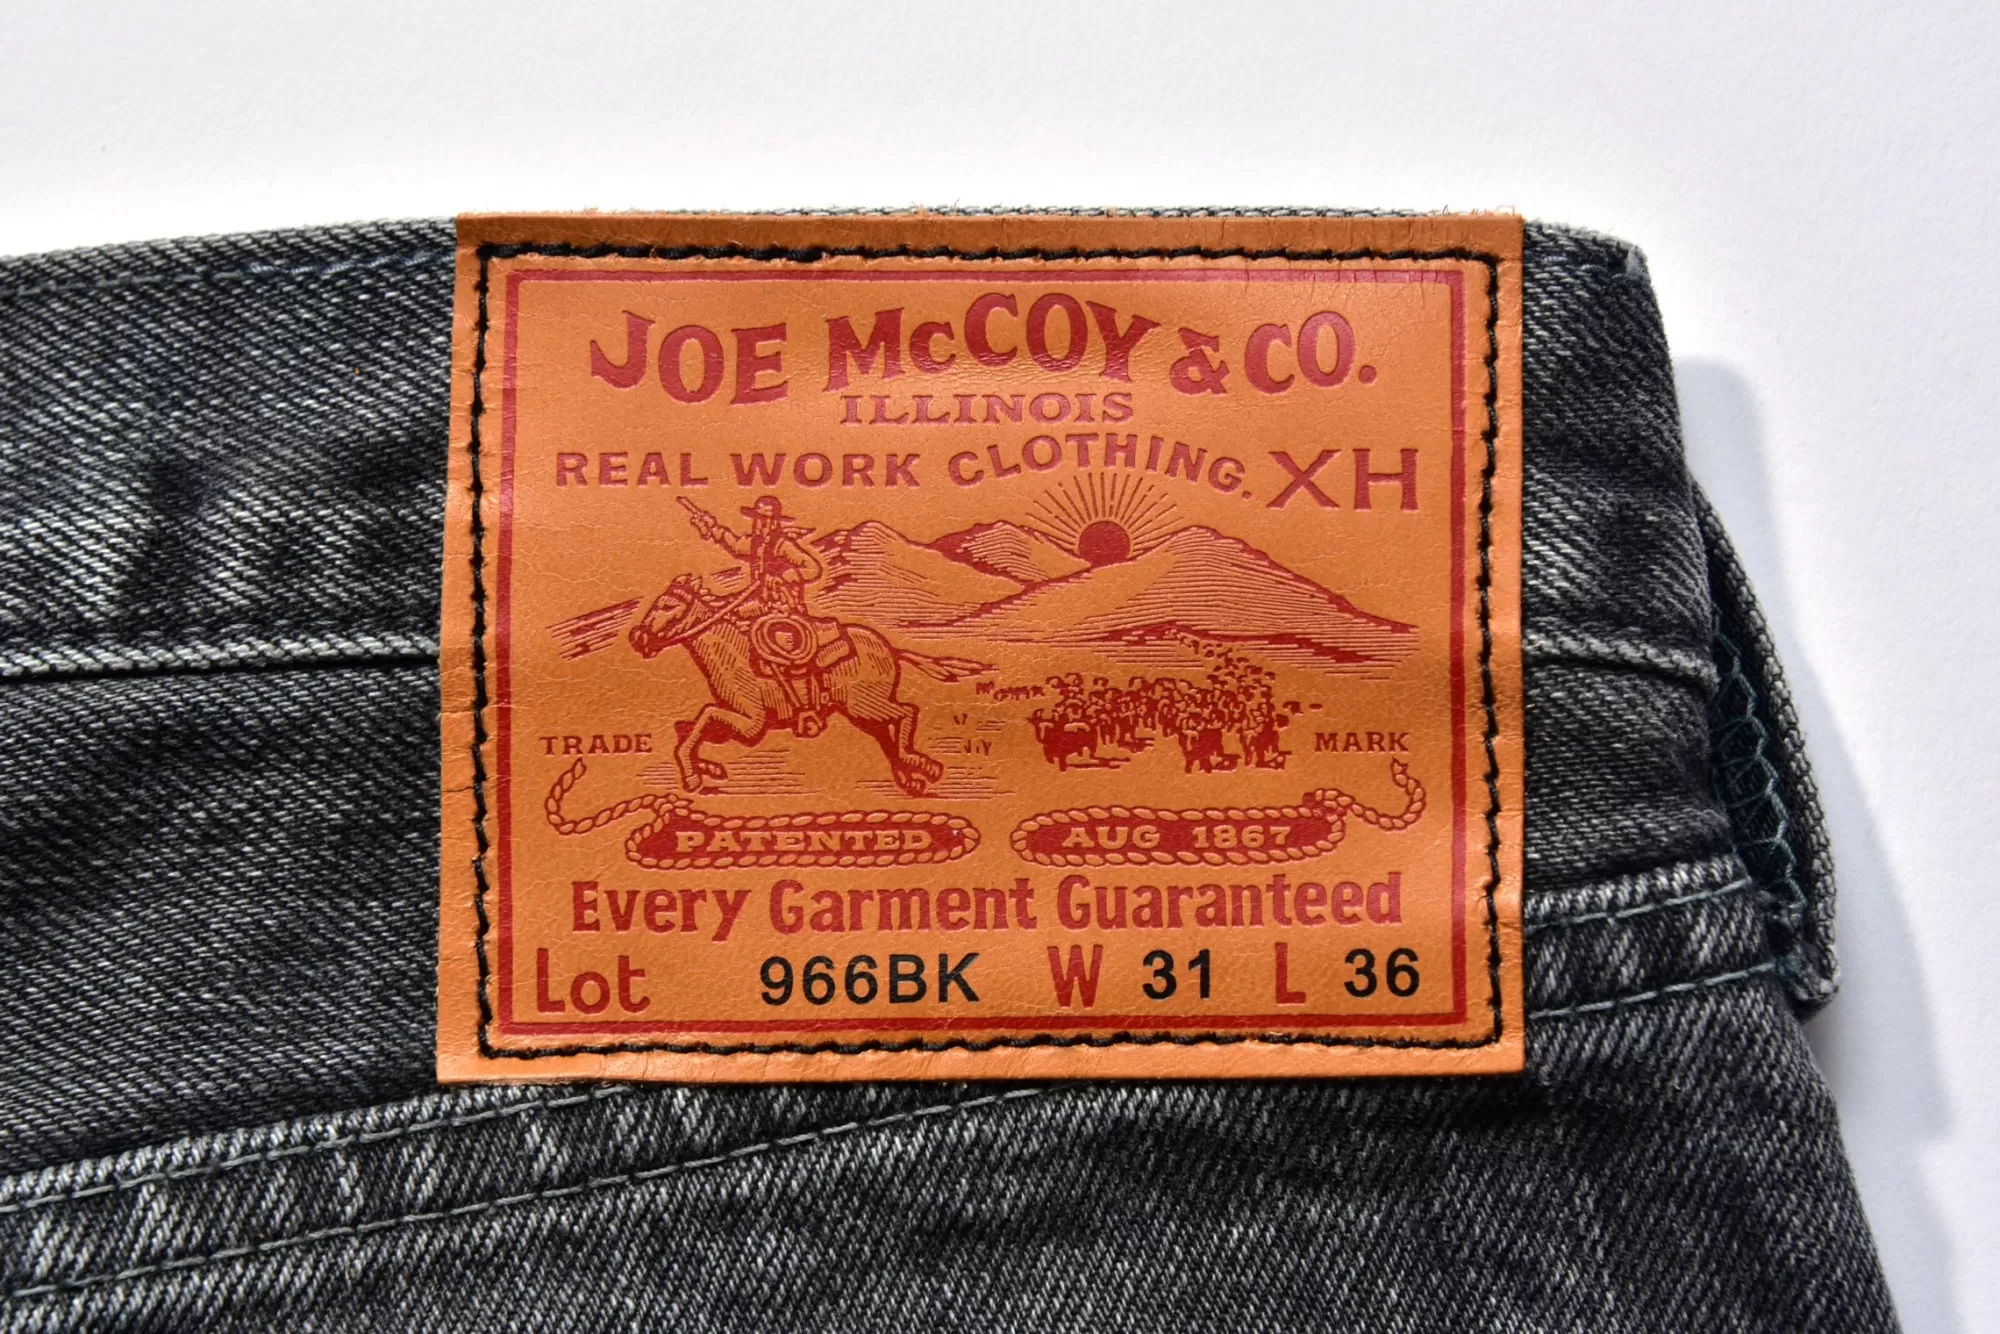 JOE McCOY & CO.
ILLINOIS
REAL WORK CLOTHING. XH
TRADE MARK
PATENTED AUG 1867
Every Garment Guaranteed
Lot 966BK W 31 L 36